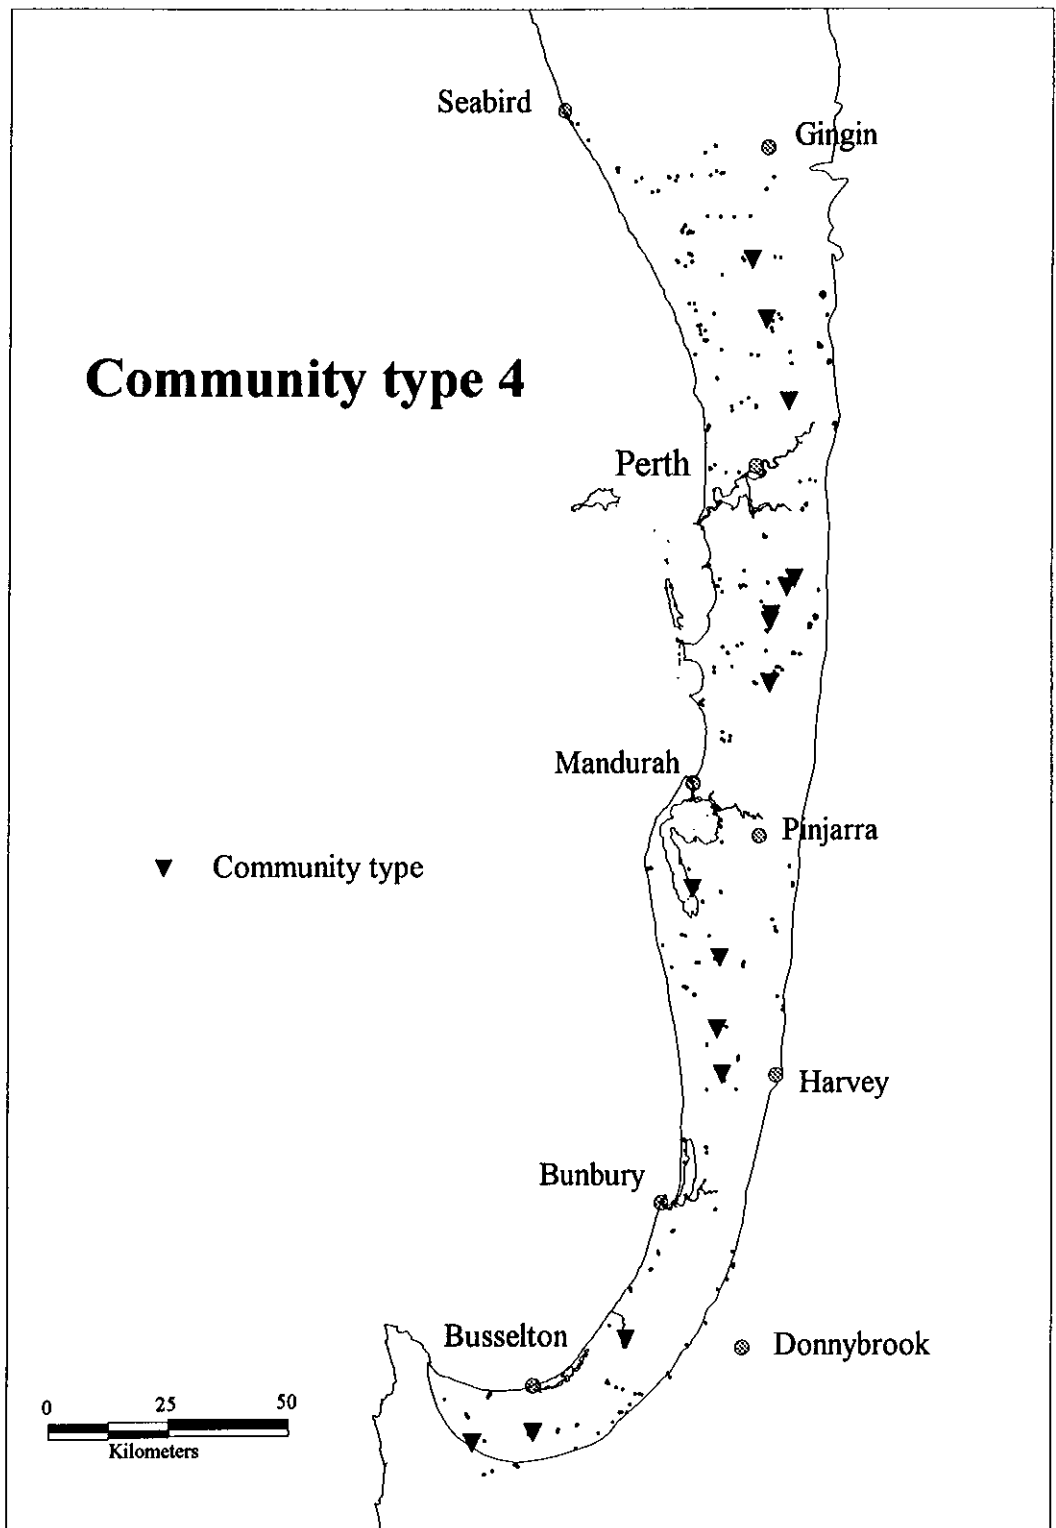 Seabird
Gingin
Community type 4
Perth
Mandurah
Pinjarra
Community type
Harvey
Bunbury
Busselton
Donnybrook
0 25 50
Kilometers